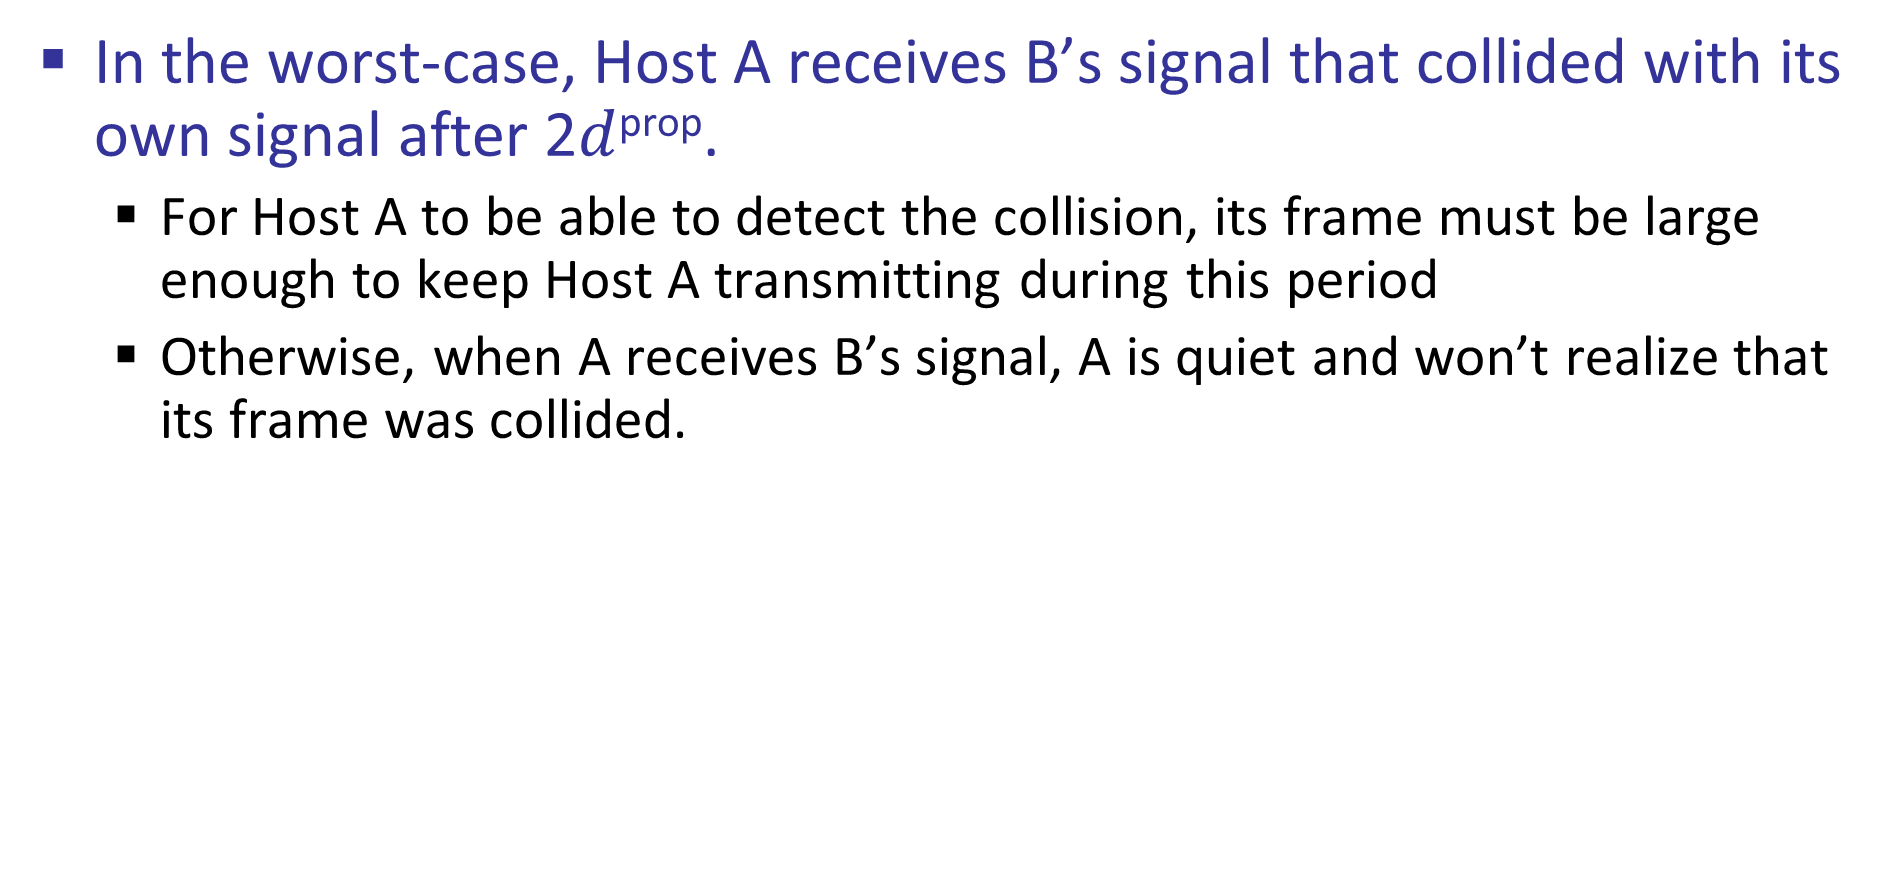 ▪ In the worst-case, Host A receives B’s signal that collided with its
own signal after 2𝑑ᵖʳᵒᵖ.
▪ For Host A to be able to detect the collision, its frame must be large
enough to keep Host A transmitting during this period
▪ Otherwise, when A receives B’s signal, A is quiet and won’t realize that
its frame was collided.